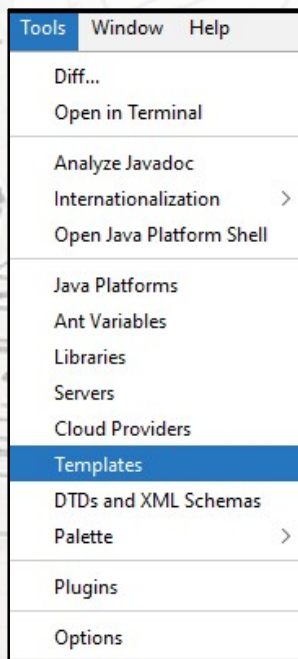 Tools Window Help
Diff...
Open in Terminal
Analyze Javadoc
Internationalization
Open Java Platform Shell
Java Platforms
Ant Variables
Libraries
Servers
Cloud Providers
Templates
DTDs and XML Schemas
Palette
Plugins
Options